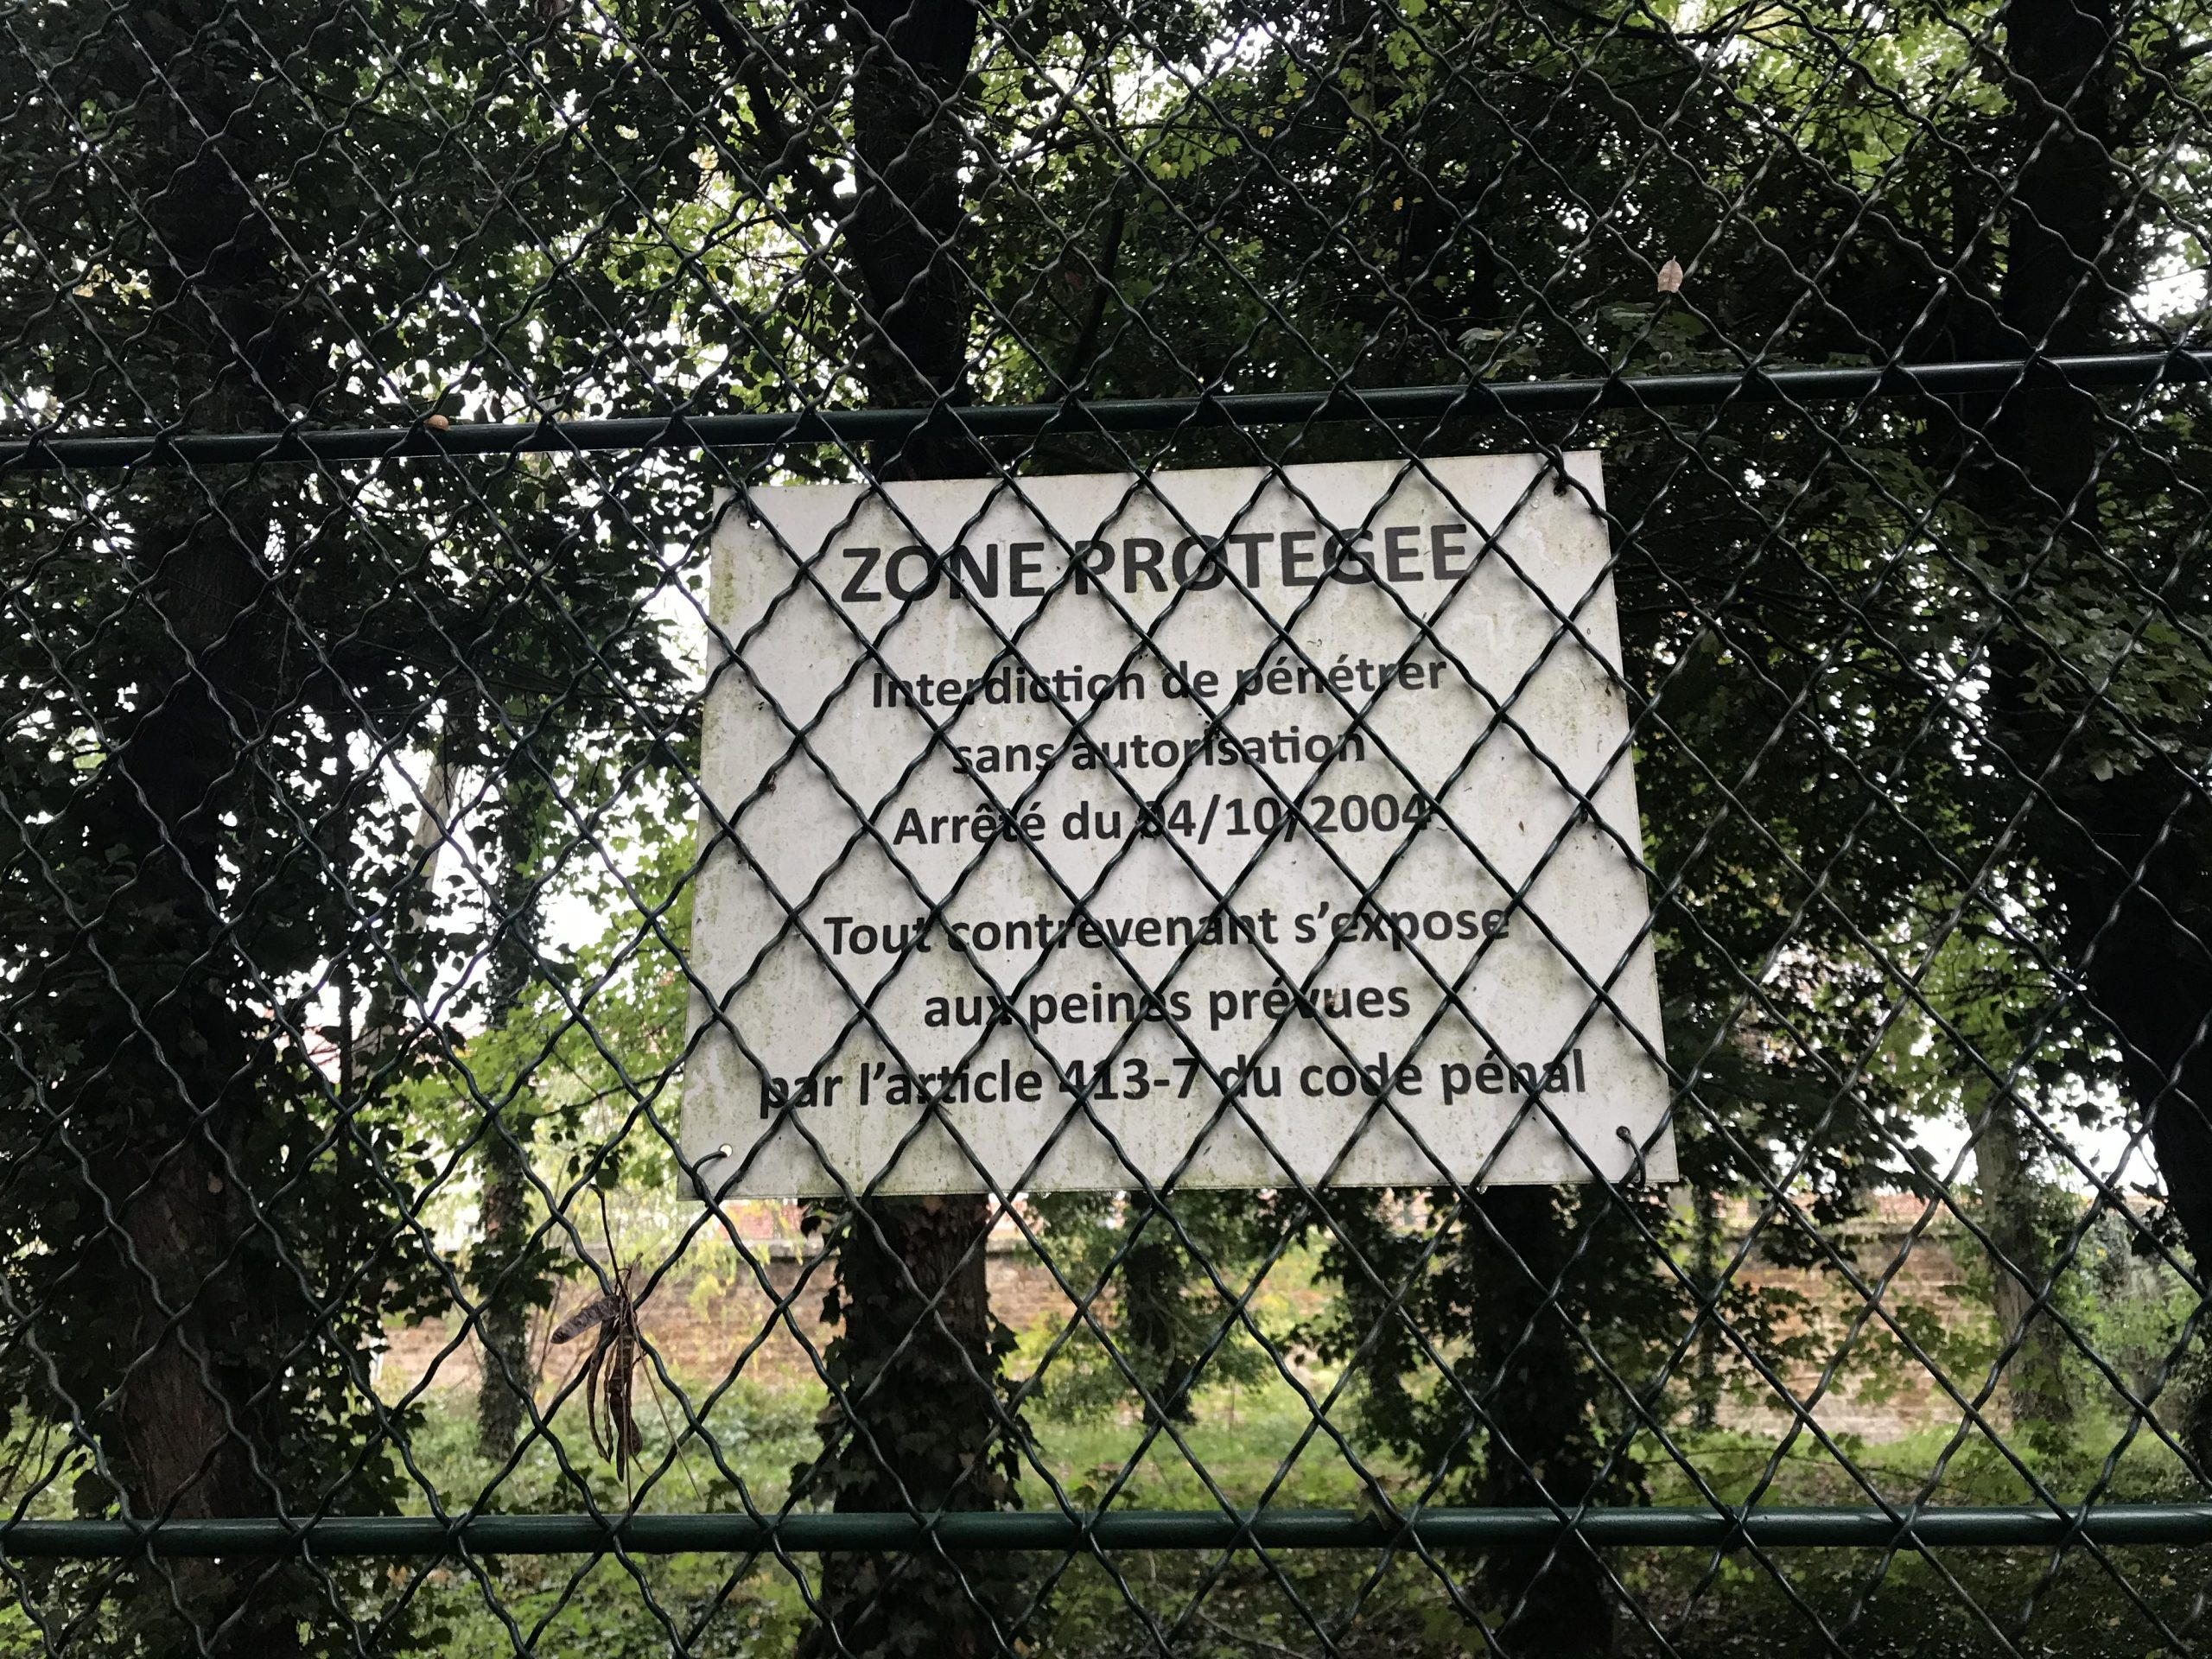 ZONE PROTEGEE
Interdiction de pénétrer
sans autorisation
Arrêté du 04/10/2004
Tout contrevenant s'expose
aux peines prévues
par l'article 413-7 du code pénal